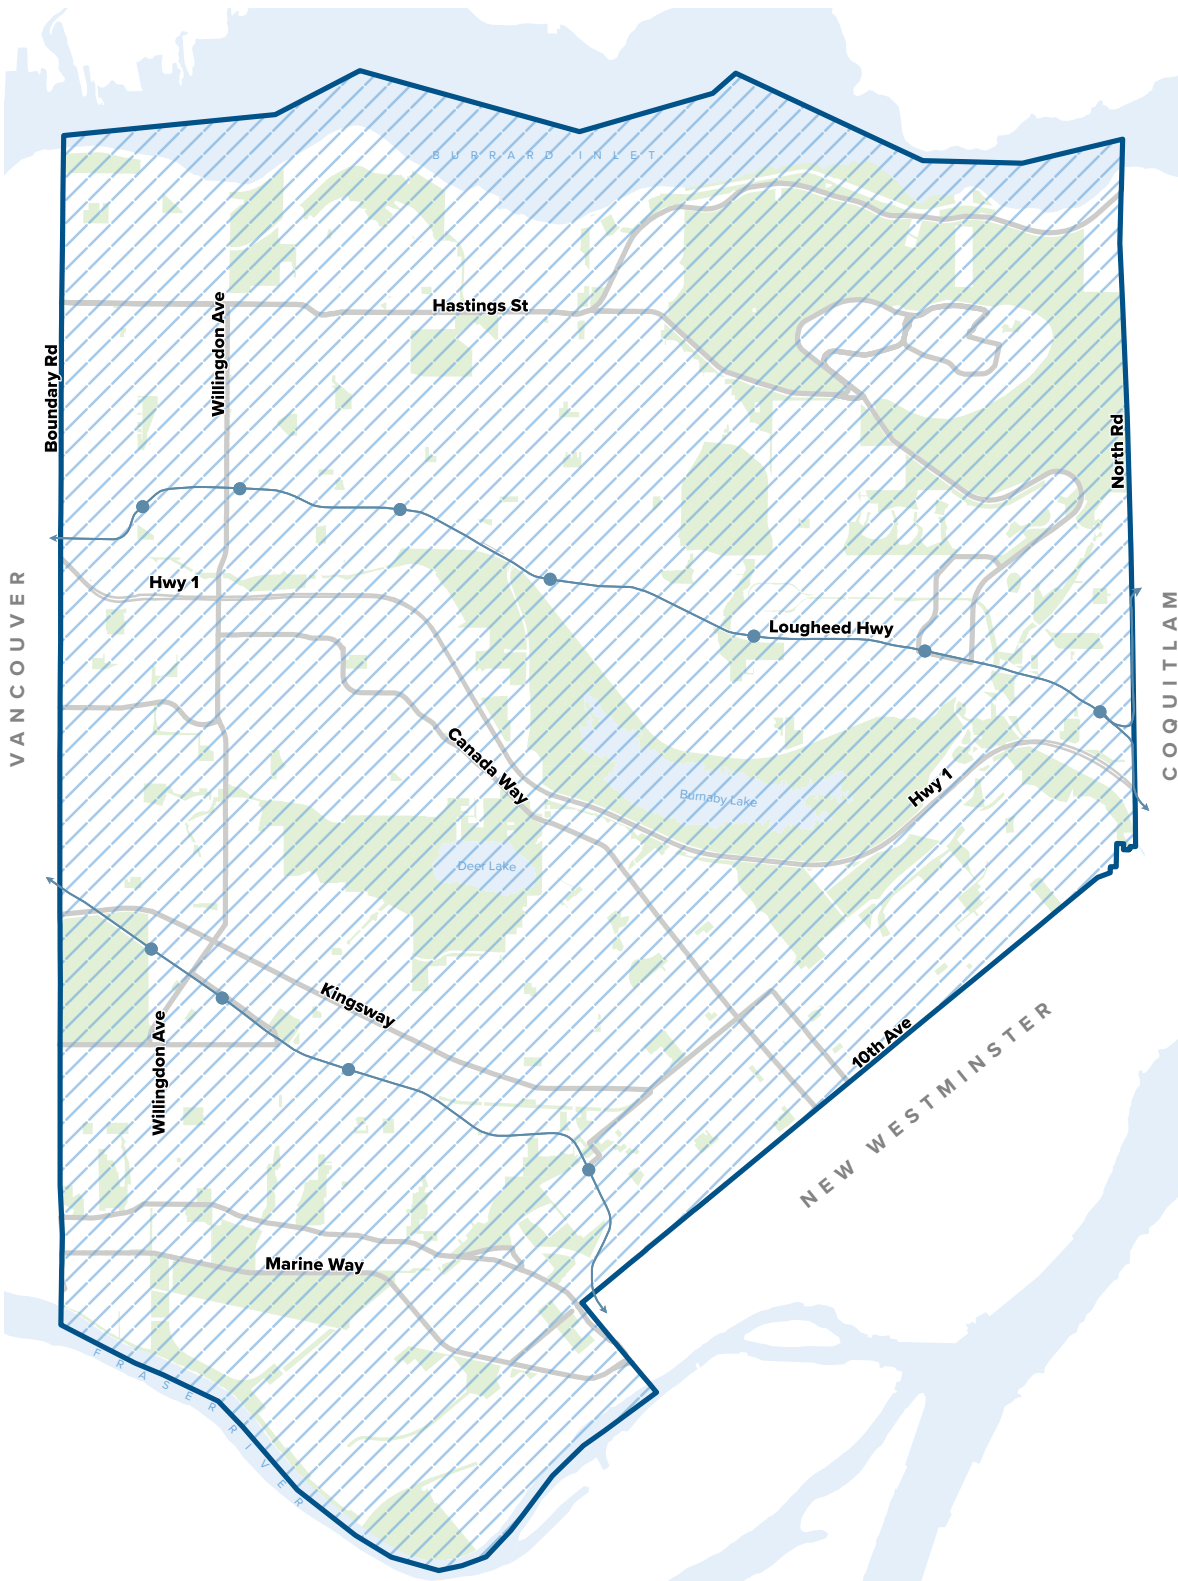 BURRARD INLET
Hastings St
Willingdon Ave
Boundary Rd
North Rd
Hwy 1
VANCOUVER
Lougheed Hwy
COQUITLAM
Canada Way
Hwy 1
Burnaby Lake
Deer Lake
Kingsway
Willingdon Ave
10th Ave
NEW WESTMINSTER
Marine Way
FRASER RIVER